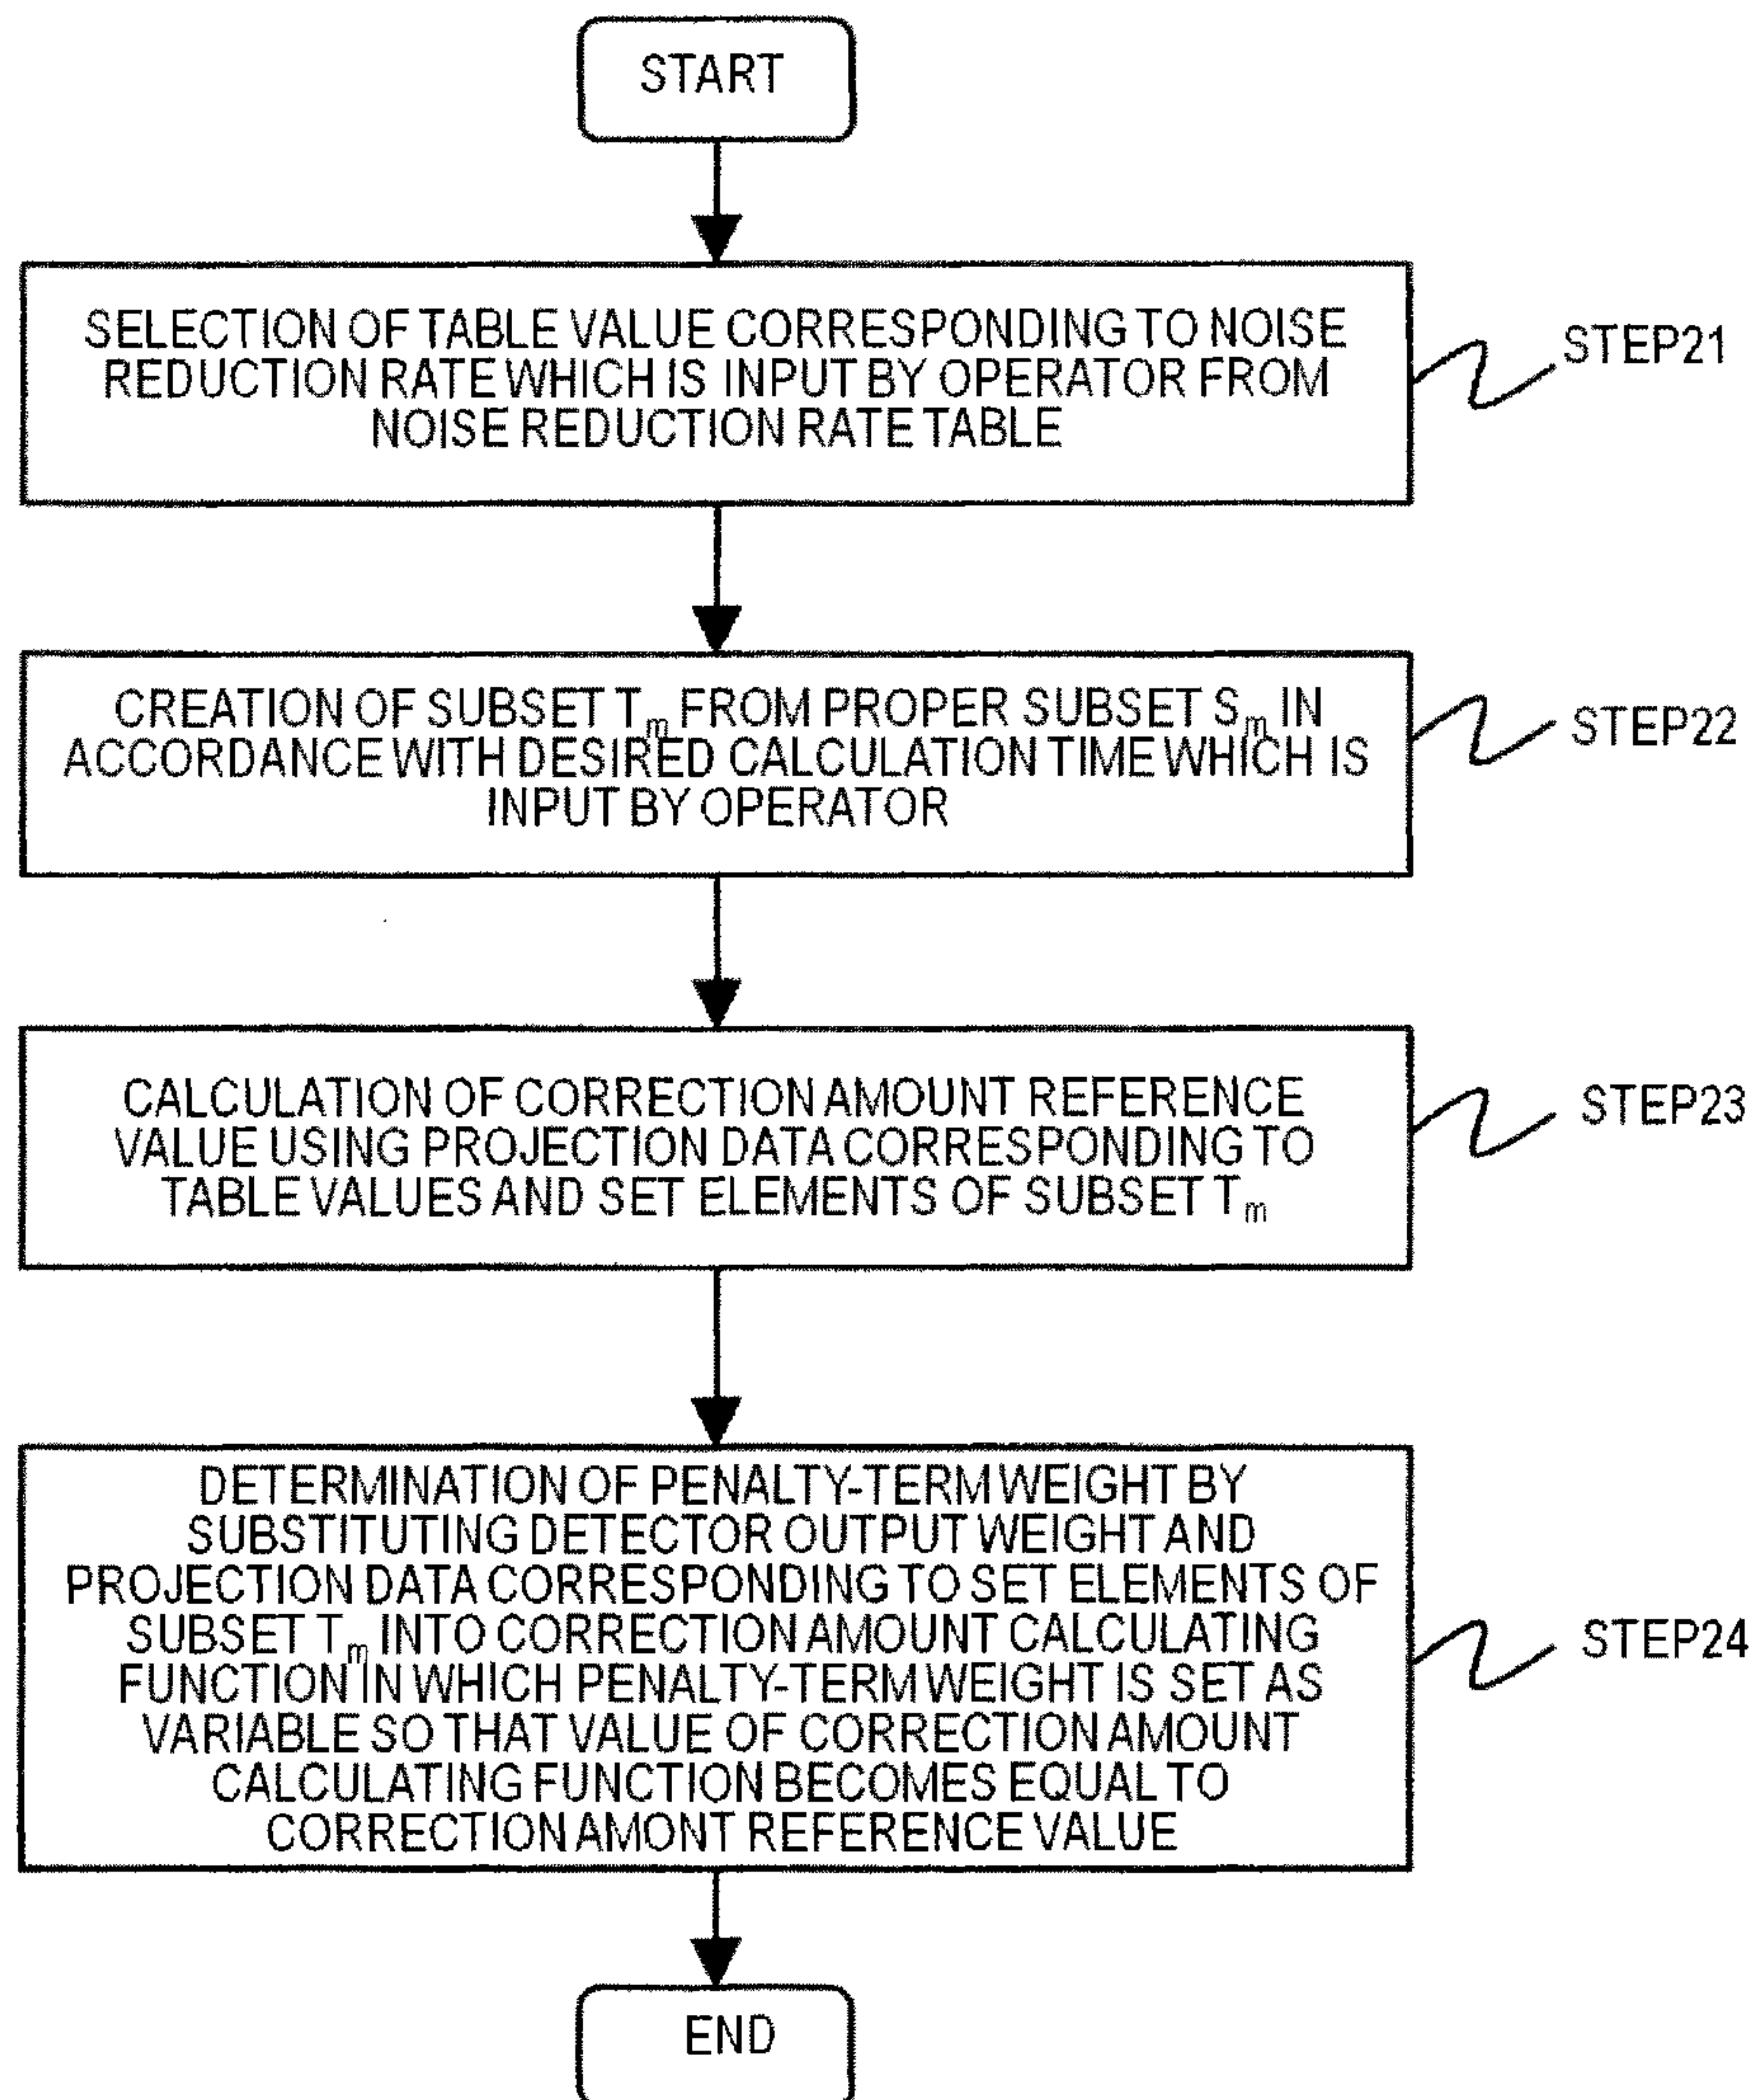 START
SELECTION OF TABLE VALUE CORRESPONDING TO NOISE
REDUCTION RATE WHICH IS INPUT BY OPERATOR FROM
NOISE REDUCTION RATE TABLE
STEP21
CREATION OF SUBSET Tm FROM PROPER SUBSET Sm IN
ACCORDANCE WITH DESIRED CALCULATION TIME WHICH IS
INPUT BY OPERATOR
STEP22
CALCULATION OF CORRECTION AMOUNT REFERENCE
VALUE USING PROJECTION DATA CORRESPONDING TO
TABLE VALUES AND SET ELEMENTS OF SUBSET Tm
STEP23
DETERMINATION OF PENALTY-TERM WEIGHT BY
SUBSTITUTING DETECTOR OUTPUT WEIGHT AND
PROJECTION DATA CORRESPONDING TO SET ELEMENTS OF
SUBSET Tm INTO CORRECTION AMOUNT CALCULATING
FUNCTION IN WHICH PENALTY-TERM WEIGHT IS SET AS
VARIABLE SO THAT VALUE OF CORRECTION AMOUNT
CALCULATING FUNCTION BECOMES EQUAL TO
CORRECTION AMONT REFERENCE VALUE
STEP24
END